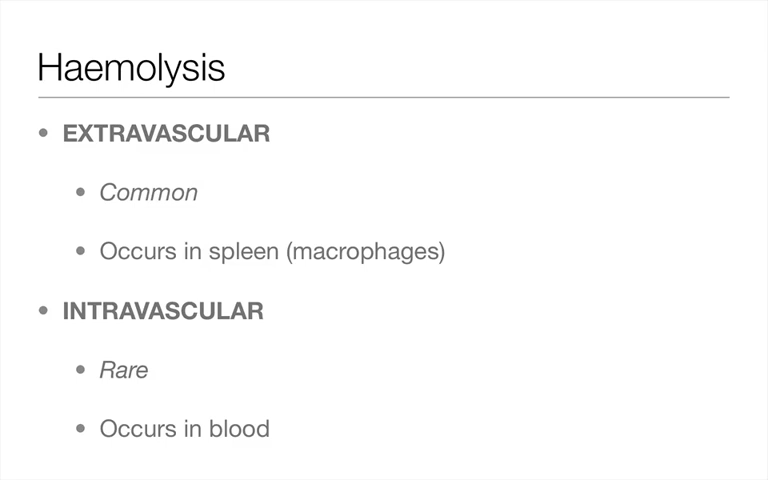 Haemolysis
• EXTRAVASCULAR
• Common
• Occurs in spleen (macrophages)
• INTRAVASCULAR
• Rare
• Occurs in blood